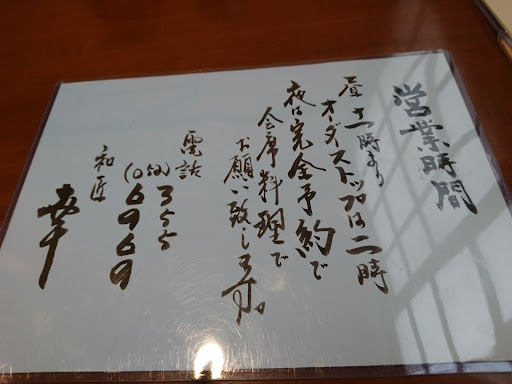 営業時間
昼十一時より
オーダーストップは二時
夜は完全予約で
会席料理で
お願い致します。
電話
(050)355
6969
和匠